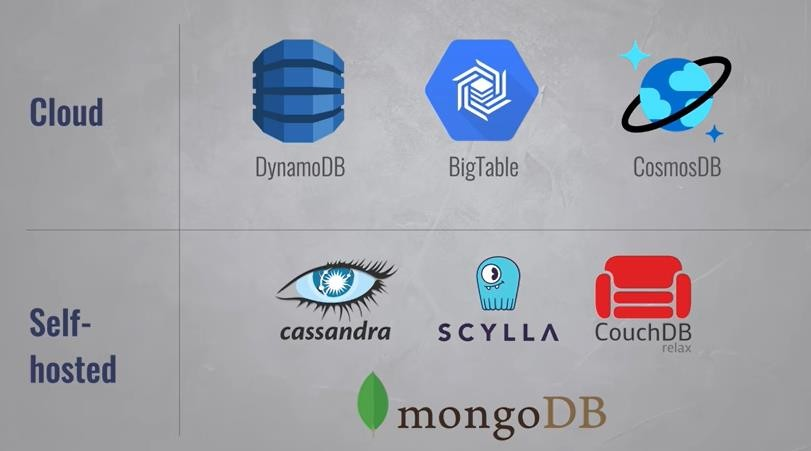 Cloud
DynamoDB
BigTable
CosmosDB
Self-
hosted
cassandra
SCYLLA
CouchDB
relax
mongoDB